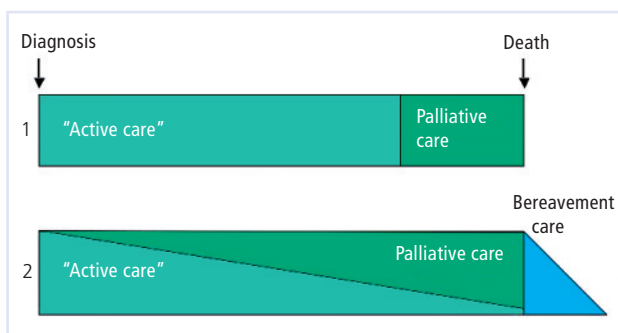 Diagnosis
Death
1
“Active care”
Palliative
care
Bereavement
care
2
“Active care”
Palliative care